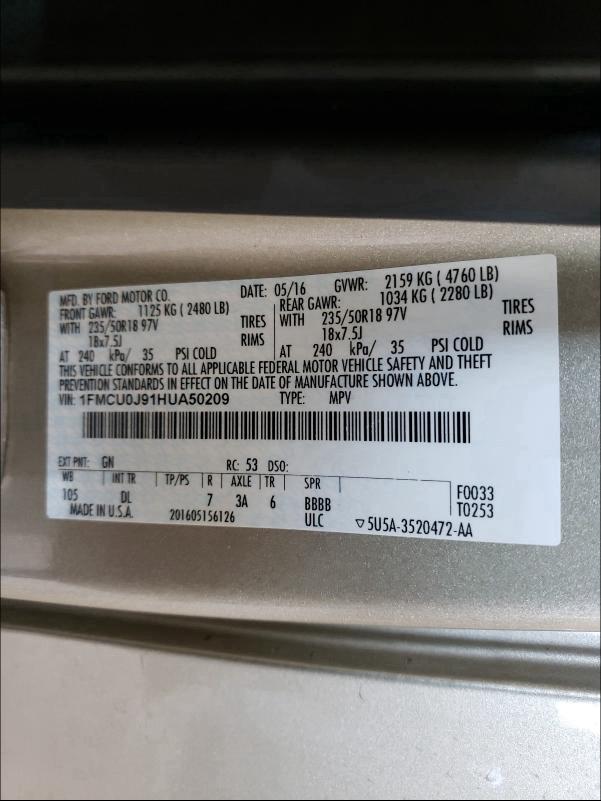 MFD. BY FORD MOTOR CO. DATE: 05/16 GVWR: 2159 KG ( 4760 LB)
FRONT GAWR: 1125 KG ( 2480 LB) REAR GAWR: 1034 KG ( 2280 LB)
WITH 235/50R18 97V TIRES WITH 235/50R18 97V TIRES
18x7.5J RIMS 18x7.5J RIMS
AT 240 kPa/ 35 PSI COLD AT 240 kPa/ 35 PSI COLD
THIS VEHICLE CONFORMS TO ALL APPLICABLE FEDERAL MOTOR VEHICLE SAFETY AND THEFT
PREVENTION STANDARDS IN EFFECT ON THE DATE OF MANUFACTURE SHOWN ABOVE.
VIN: 1FMCU0J91HUA50209 TYPE: MPV
EXT PNT: GN RC: 53 DSO:
WB INT TR TP/PS R AXLE TR SPR
105 DL 7 3A 6 BBBB F0033
MADE IN U.S.A. 201605156126 ULC T0253
▽5U5A-3520472-AA